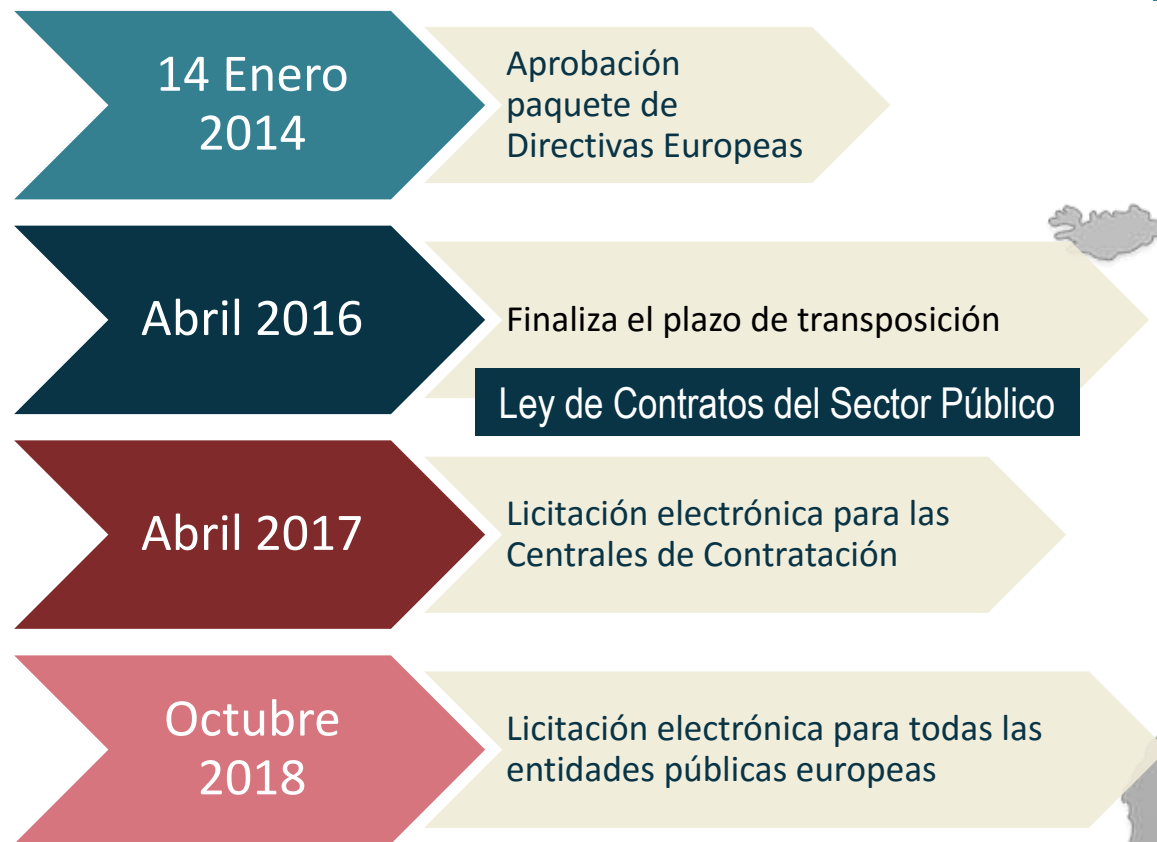 14 Enero
2014
Aprobación
paquete de
Directivas Europeas
Abril 2016
Finaliza el plazo de transposición
Ley de Contratos del Sector Público
Abril 2017
Licitación electrónica para las
Centrales de Contratación
Octubre
2018
Licitación electrónica para todas las
entidades públicas europeas